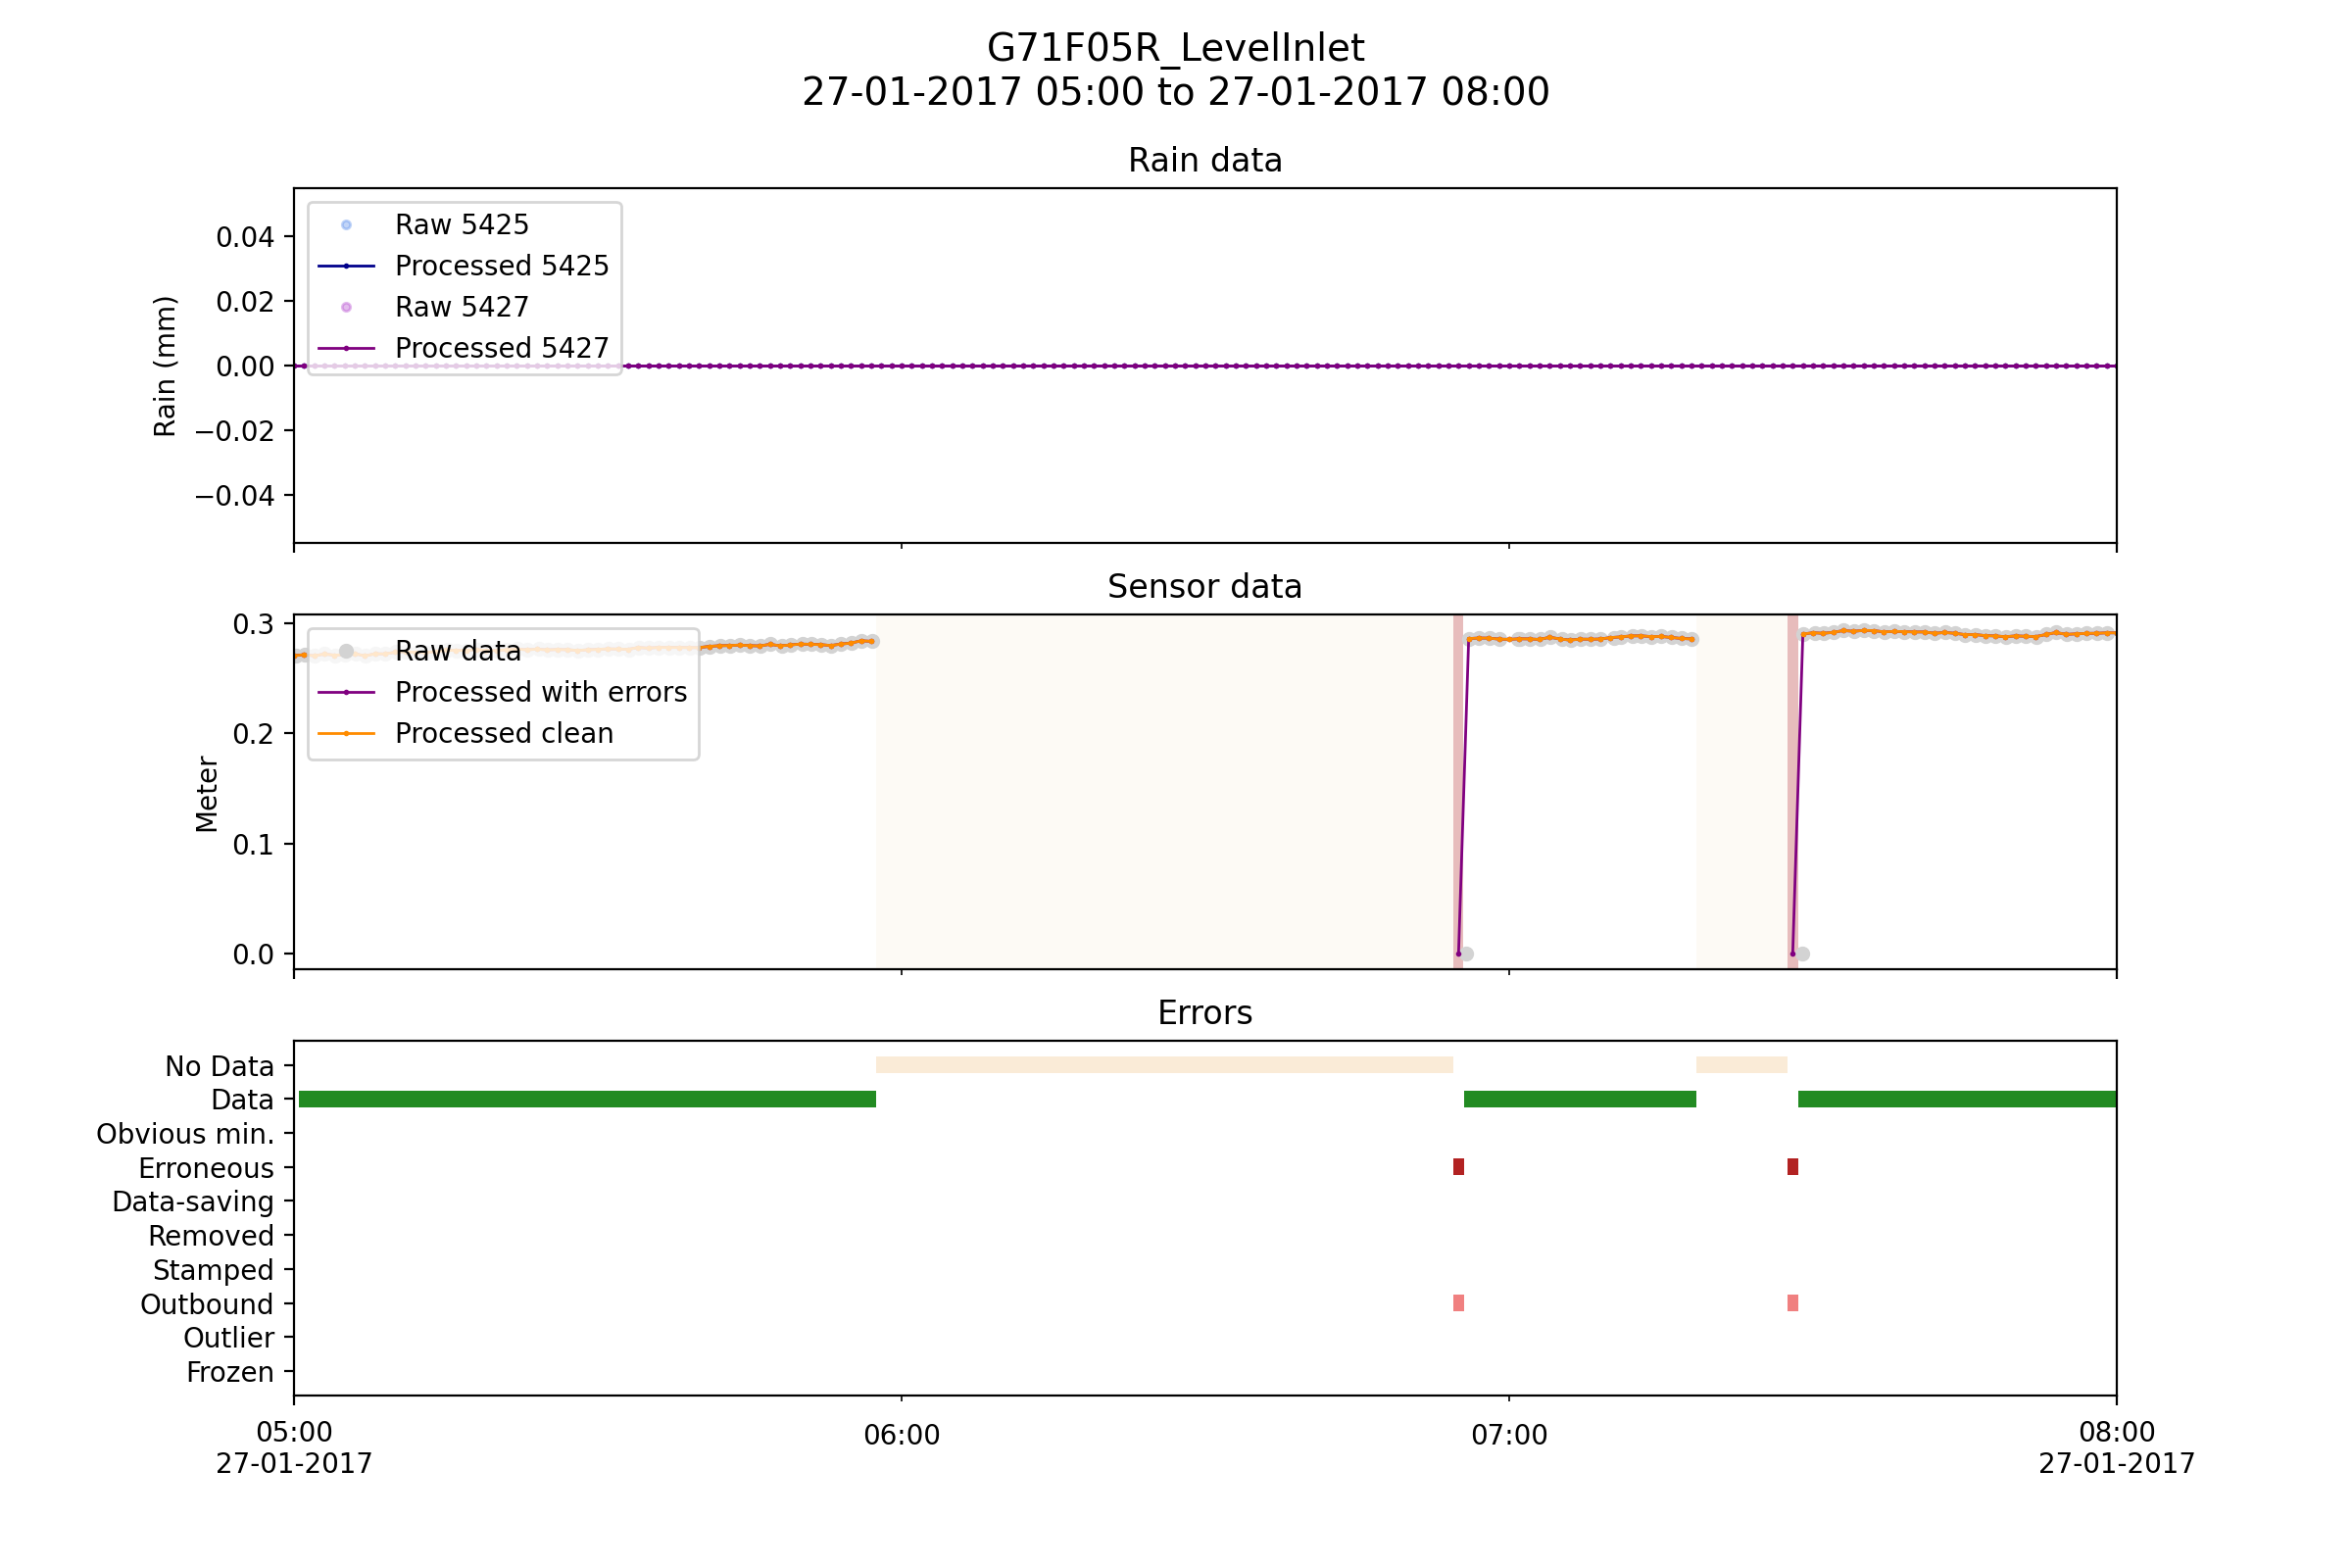 G71F05R_LevelInlet
27-01-2017 05:00 to 27-01-2017 08:00
Rain data
Rain (mm)
0.04
0.02
0.00
−0.02
−0.04
Raw 5425
Processed 5425
Raw 5427
Processed 5427
Sensor data
Meter
0.3
0.2
0.1
0.0
Raw data
Processed with errors
Processed clean
Errors
No Data
Data
Obvious min.
Erroneous
Data-saving
Removed
Stamped
Outbound
Outlier
Frozen
05:00 06:00 07:00 08:00
27-01-2017 27-01-2017